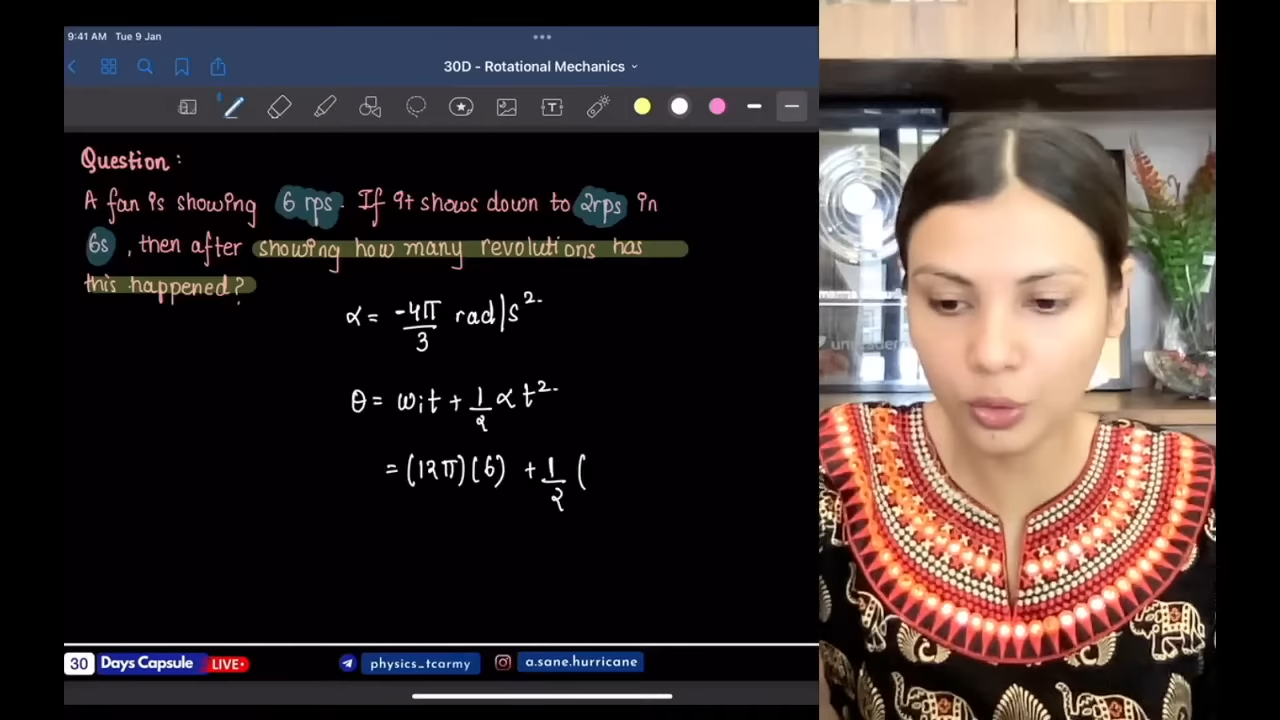 9:41 AM Tue 9 Jan
30D - Rotational Mechanics
Question:
A fan is showing 6 rps. If It shows down to 2rps in
6s, then after showing how many revolutions has
this happened?
α = -4π/3 rad/s²
θ = ωit + 1/2 αt²
= (12π)(6) + 1/2 (
30 Days Capsule LIVE
physics_tcarmy
a.sane.hurricane